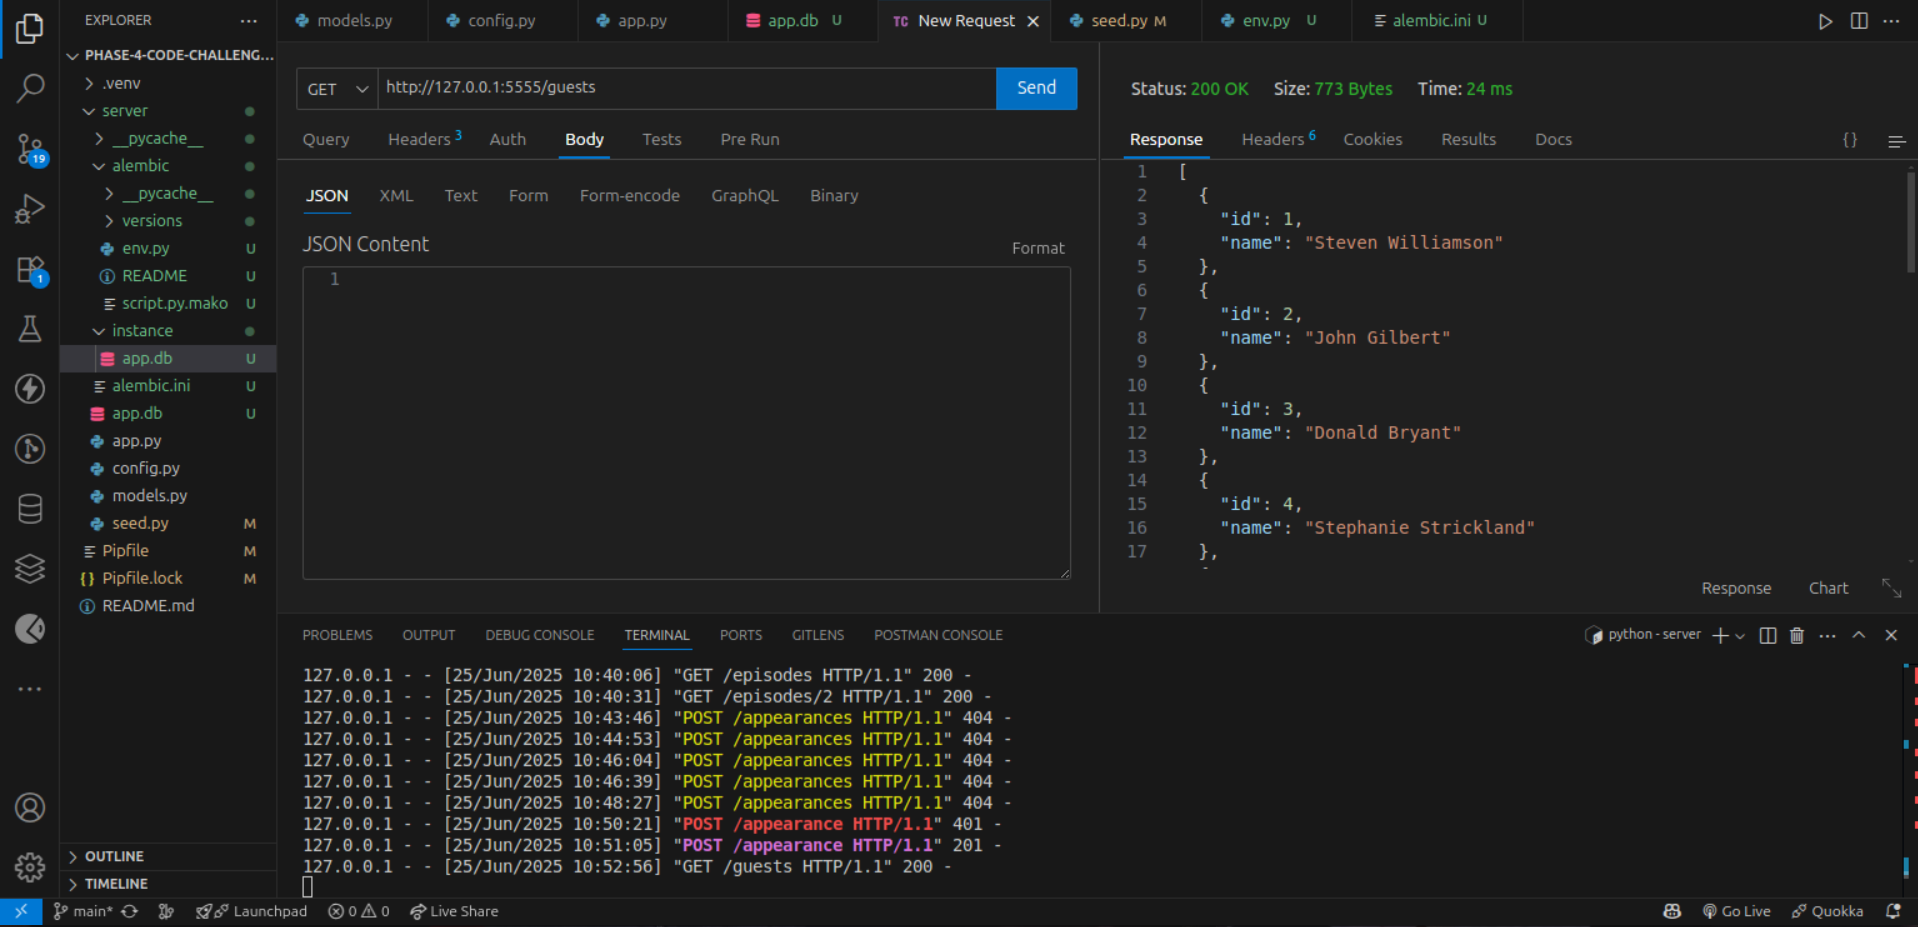 EXPLORER
PHASE-4-CODE-CHALLENG...
.venv
server
__pycache__
alembic
__pycache__
versions
env.py U
README U
script.py.mako U
instance
app.db U
alembic.ini U
app.db U
app.py
config.py
models.py
seed.py M
Pipfile M
{} Pipfile.lock M
README.md
OUTLINE
TIMELINE
19
1
models.py config.py app.py app.db U TC New Request seed.py M env.py U alembic.ini U
GET http://127.0.0.1:5555/guests Send
Query Headers 3 Auth Body Tests Pre Run
JSON XML Text Form Form-encode GraphQL Binary
JSON Content Format
1
Status: 200 OK Size: 773 Bytes Time: 24 ms
Response Headers 6 Cookies Results Docs {}
1 [
2 {
3 "id": 1,
4 "name": "Steven Williamson"
5 },
6 {
7 "id": 2,
8 "name": "John Gilbert"
9 },
10 {
11 "id": 3,
12 "name": "Donald Bryant"
13 },
14 {
15 "id": 4,
16 "name": "Stephanie Strickland"
17 },
Response Chart
PROBLEMS OUTPUT DEBUG CONSOLE TERMINAL PORTS GITLENS POSTMAN CONSOLE python - server
127.0.0.1 - - [25/Jun/2025 10:40:06] "GET /episodes HTTP/1.1" 200 -
127.0.0.1 - - [25/Jun/2025 10:40:31] "GET /episodes/2 HTTP/1.1" 200 -
127.0.0.1 - - [25/Jun/2025 10:43:46] "POST /appearances HTTP/1.1" 404 -
127.0.0.1 - - [25/Jun/2025 10:44:53] "POST /appearances HTTP/1.1" 404 -
127.0.0.1 - - [25/Jun/2025 10:46:04] "POST /appearances HTTP/1.1" 404 -
127.0.0.1 - - [25/Jun/2025 10:46:39] "POST /appearances HTTP/1.1" 404 -
127.0.0.1 - - [25/Jun/2025 10:48:27] "POST /appearances HTTP/1.1" 404 -
127.0.0.1 - - [25/Jun/2025 10:50:21] "POST /appearance HTTP/1.1" 401 -
127.0.0.1 - - [25/Jun/2025 10:51:05] "POST /appearance HTTP/1.1" 201 -
127.0.0.1 - - [25/Jun/2025 10:52:56] "GET /guests HTTP/1.1" 200 -
main* Launchpad 0 0 Live Share Go Live Quokka